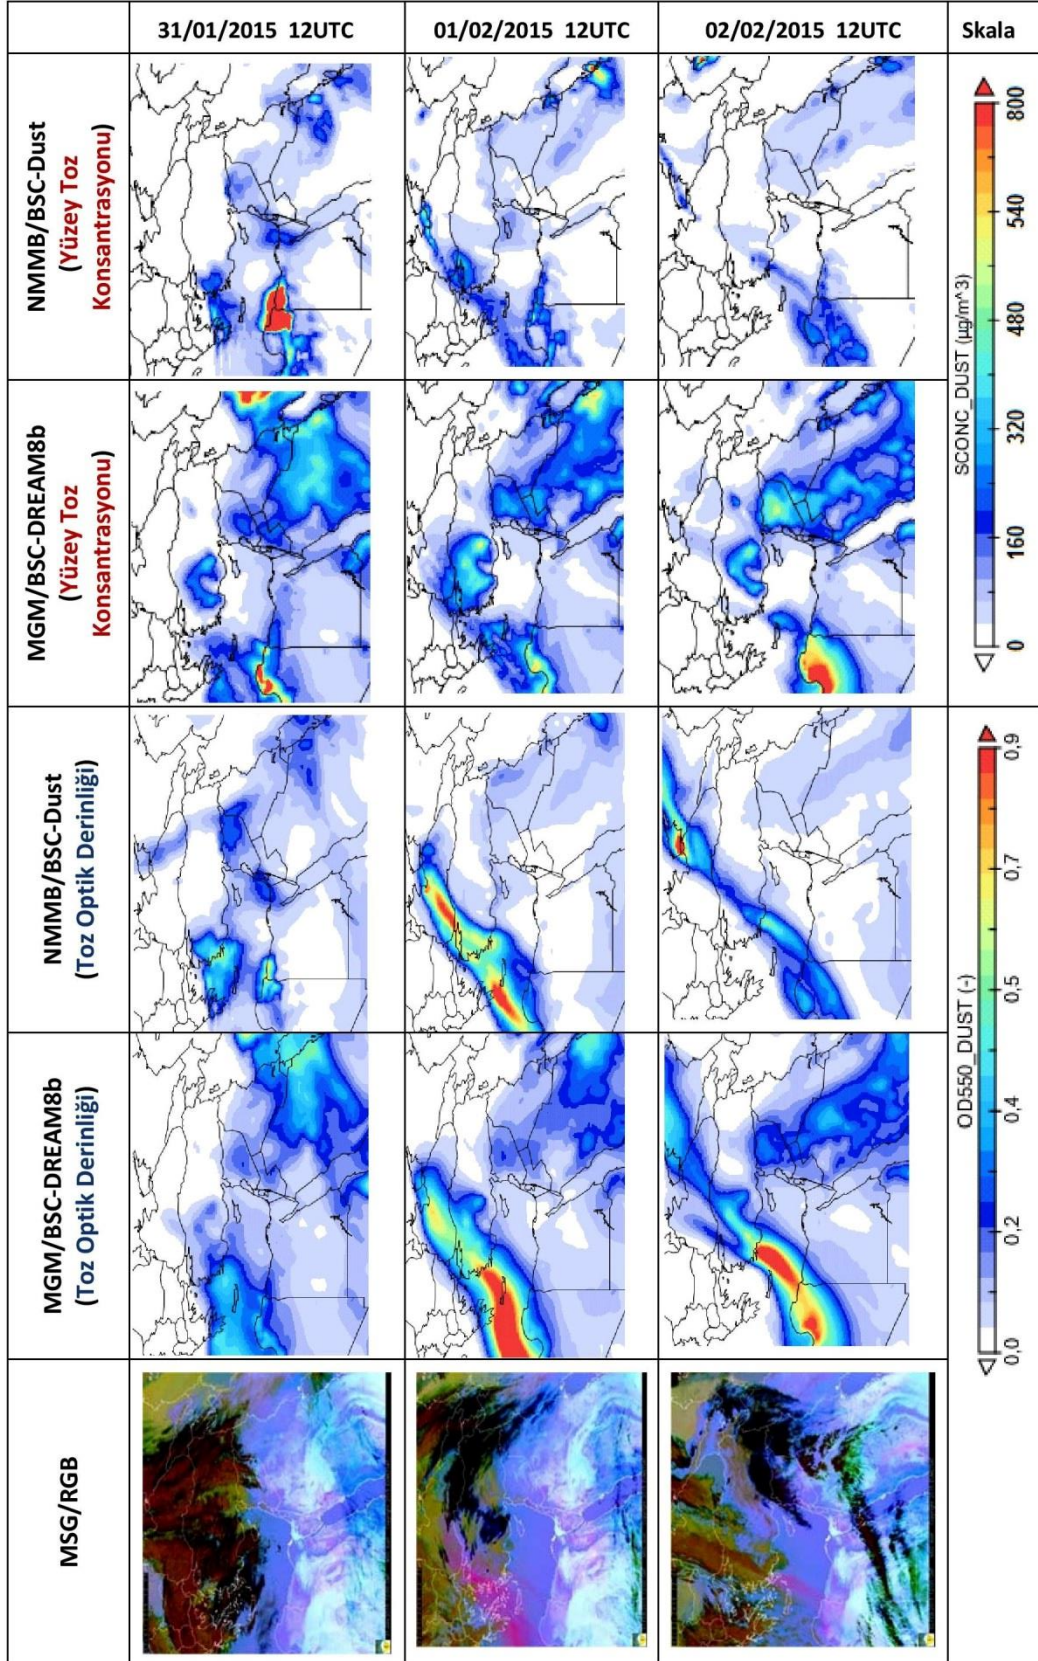 31/01/2015 12UTC
01/02/2015 12UTC
02/02/2015 12UTC
Skala
NMMB/BSC-Dust
(Yüzey Toz
Konsantrasyonu)
MGM/BSC-DREAM8b
(Yüzey Toz
Konsantrasyonu)
NMMB/BSC-Dust
(Toz Optik Derinliği)
MGM/BSC-DREAM8b
(Toz Optik Derinliği)
MSG/RGB
SCONC_DUST (µg/m^3)
0 160 320 480 540 800
OD550_DUST (-)
0,0 0,2 0,4 0,5 0,7 0,9